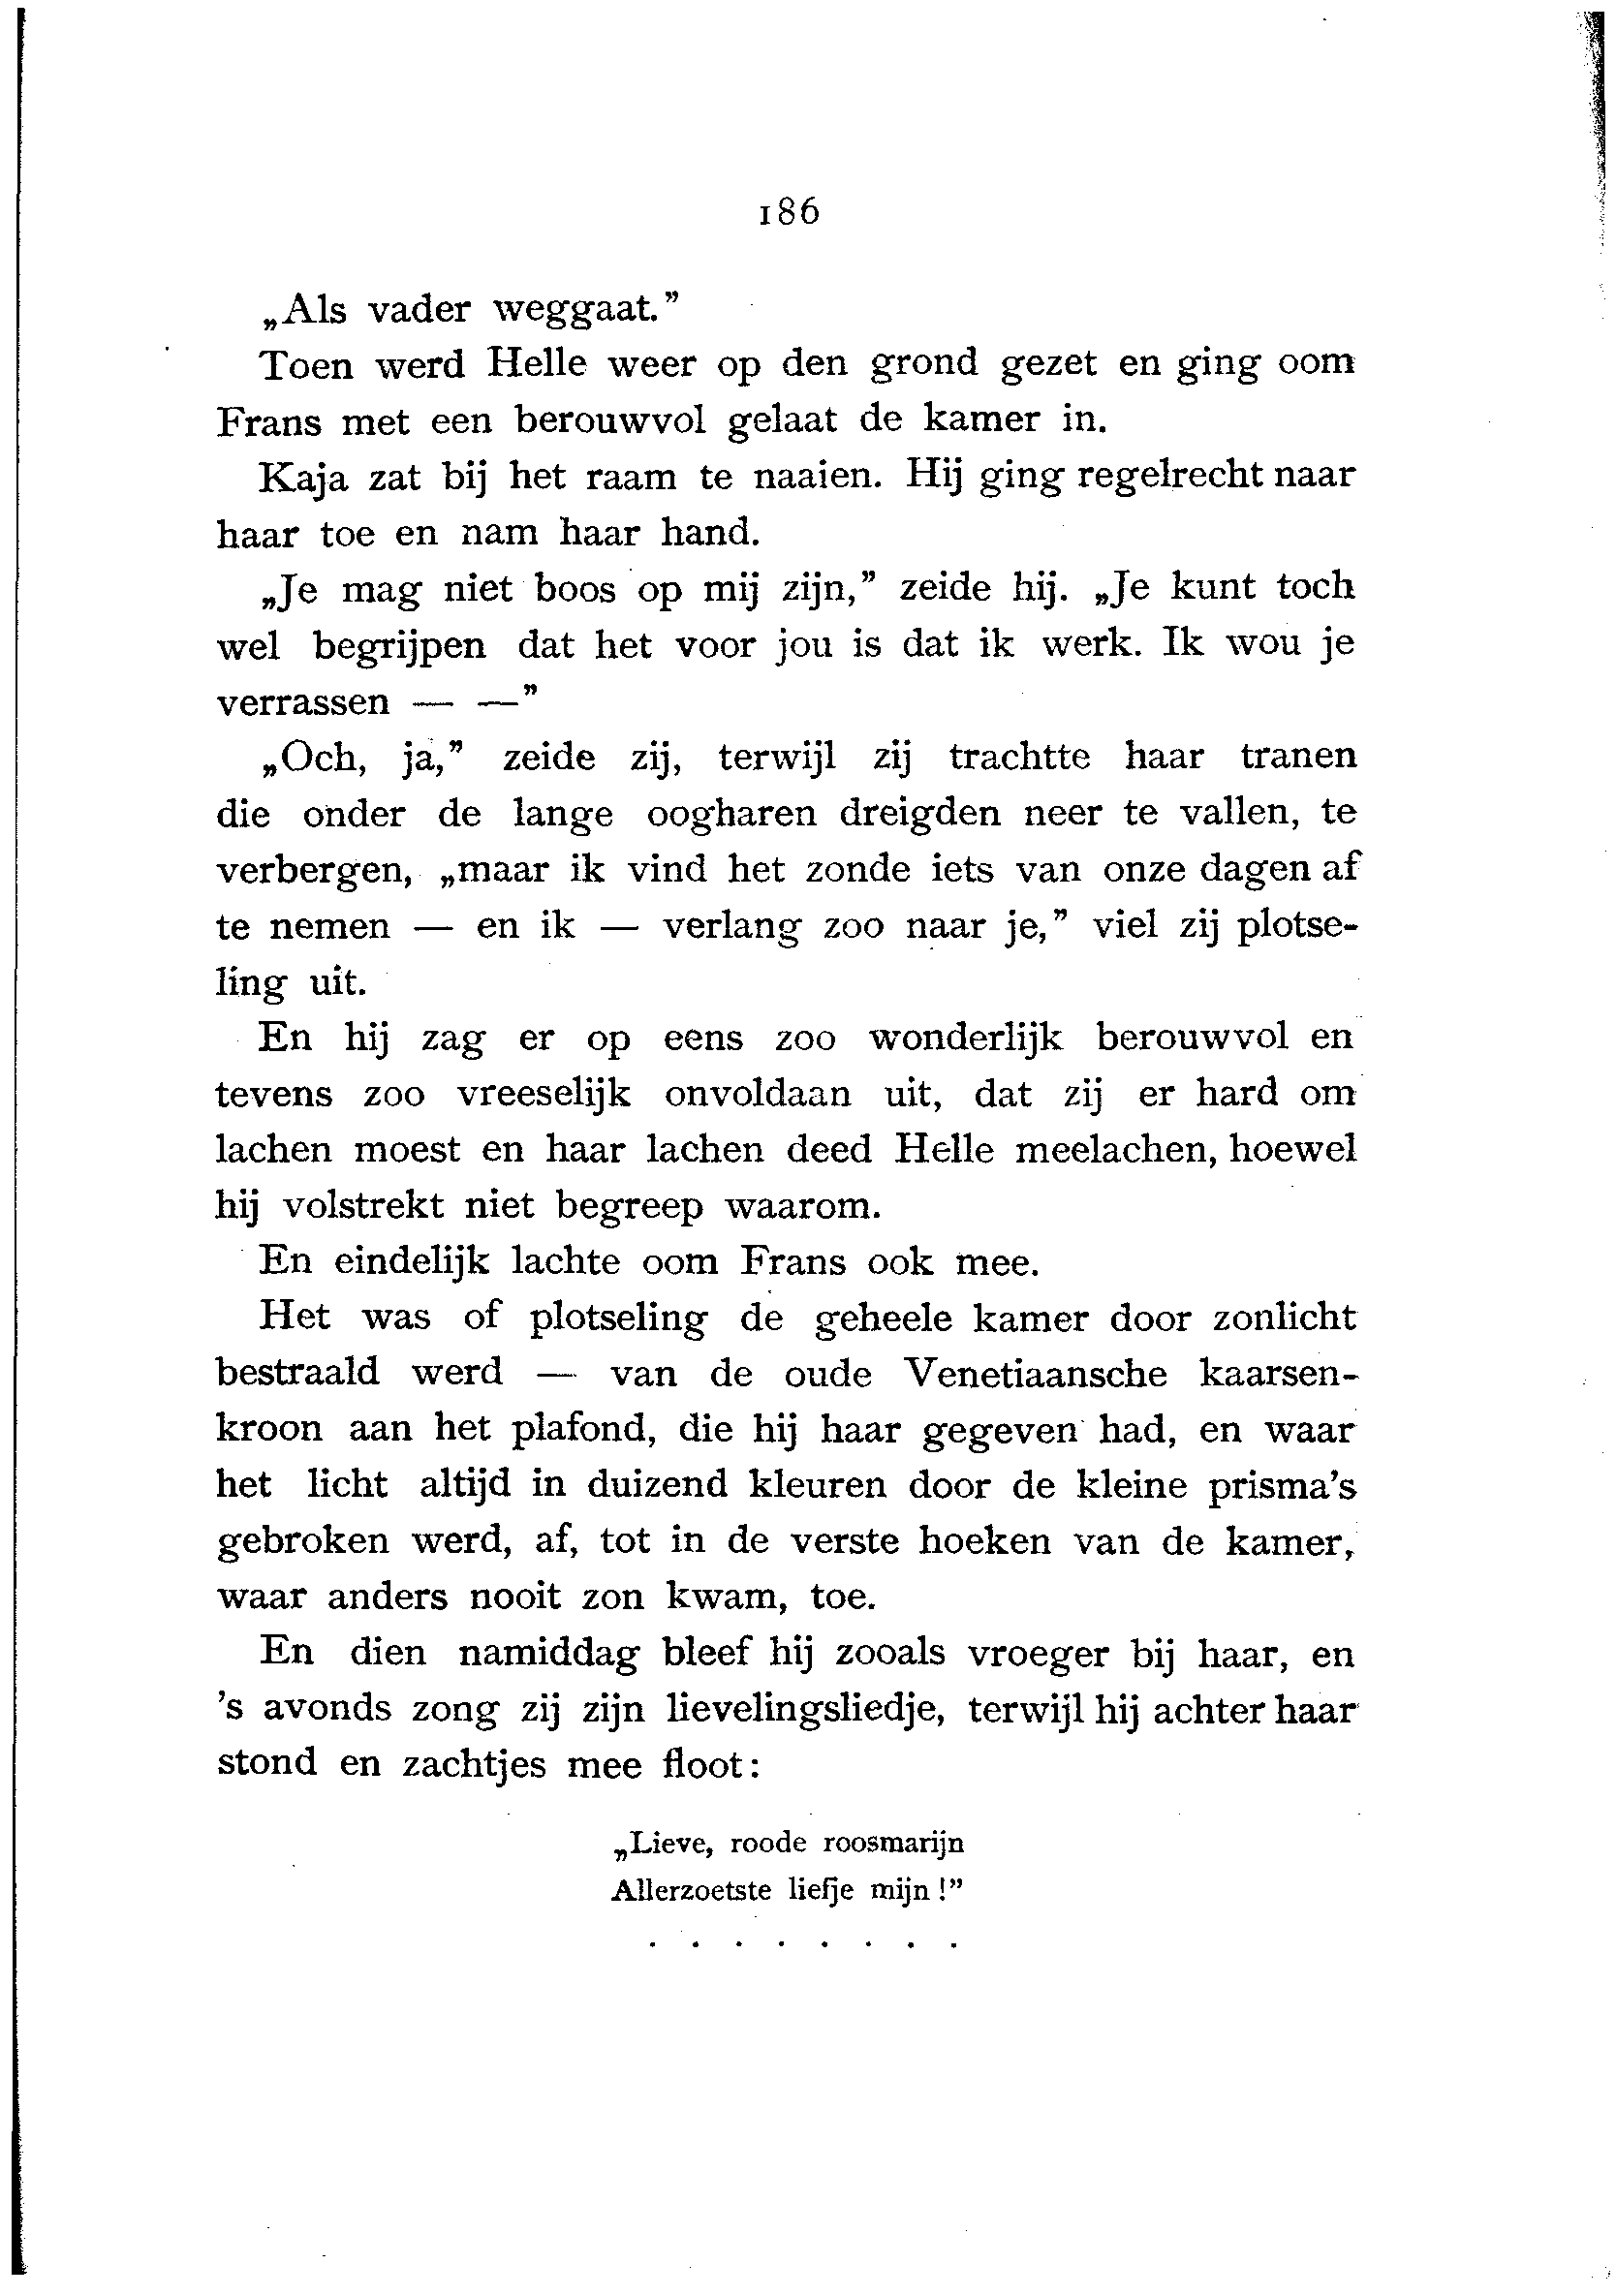 186
„Als vader weggaat.”
Toen werd Helle weer op den grond gezet en ging oom
Frans met een berouwvol gelaat de kamer in.
Kaja zat bij het raam te naaien. Hij ging regelrecht naar
haar toe en nam haar hand.
„Je mag niet boos op mij zijn,” zeide hij. „Je kunt toch
wel begrijpen dat het voor jou is dat ik werk. Ik wou je
verrassen — —”
„Och, ja,” zeide zij, terwijl zij trachtte haar tranen
die onder de lange oogharen dreigden neer te vallen, te
verbergen, „maar ik vind het zonde iets van onze dagen af
te nemen — en ik — verlang zoo naar je,” viel zij plotse-
ling uit.
En hij zag er op eens zoo wonderlijk berouwvol en
tevens zoo vreeselijk onvoldaan uit, dat zij er hard om
lachen moest en haar lachen deed Helle meelachen, hoewel
hij volstrekt niet begreep waarom.
En eindelijk lachte oom Frans ook mee.
Het was of plotseling de geheele kamer door zonlicht
bestraald werd — van de oude Venetiaansche kaarsen-
kroon aan het plafond, die hij haar gegeven had, en waar
het licht altijd in duizend kleuren door de kleine prisma's
gebroken werd, af, tot in de verste hoeken van de kamer,
waar anders nooit zon kwam, toe.
En dien namiddag bleef hij zooals vroeger bij haar, en
's avonds zong zij zijn lievelingsliedje, terwijl hij achter haar
stond en zachtjes mee floot:
„Lieve, roode roosmarijn
Allerzoetste liefje mijn!”
. . . . . . . .